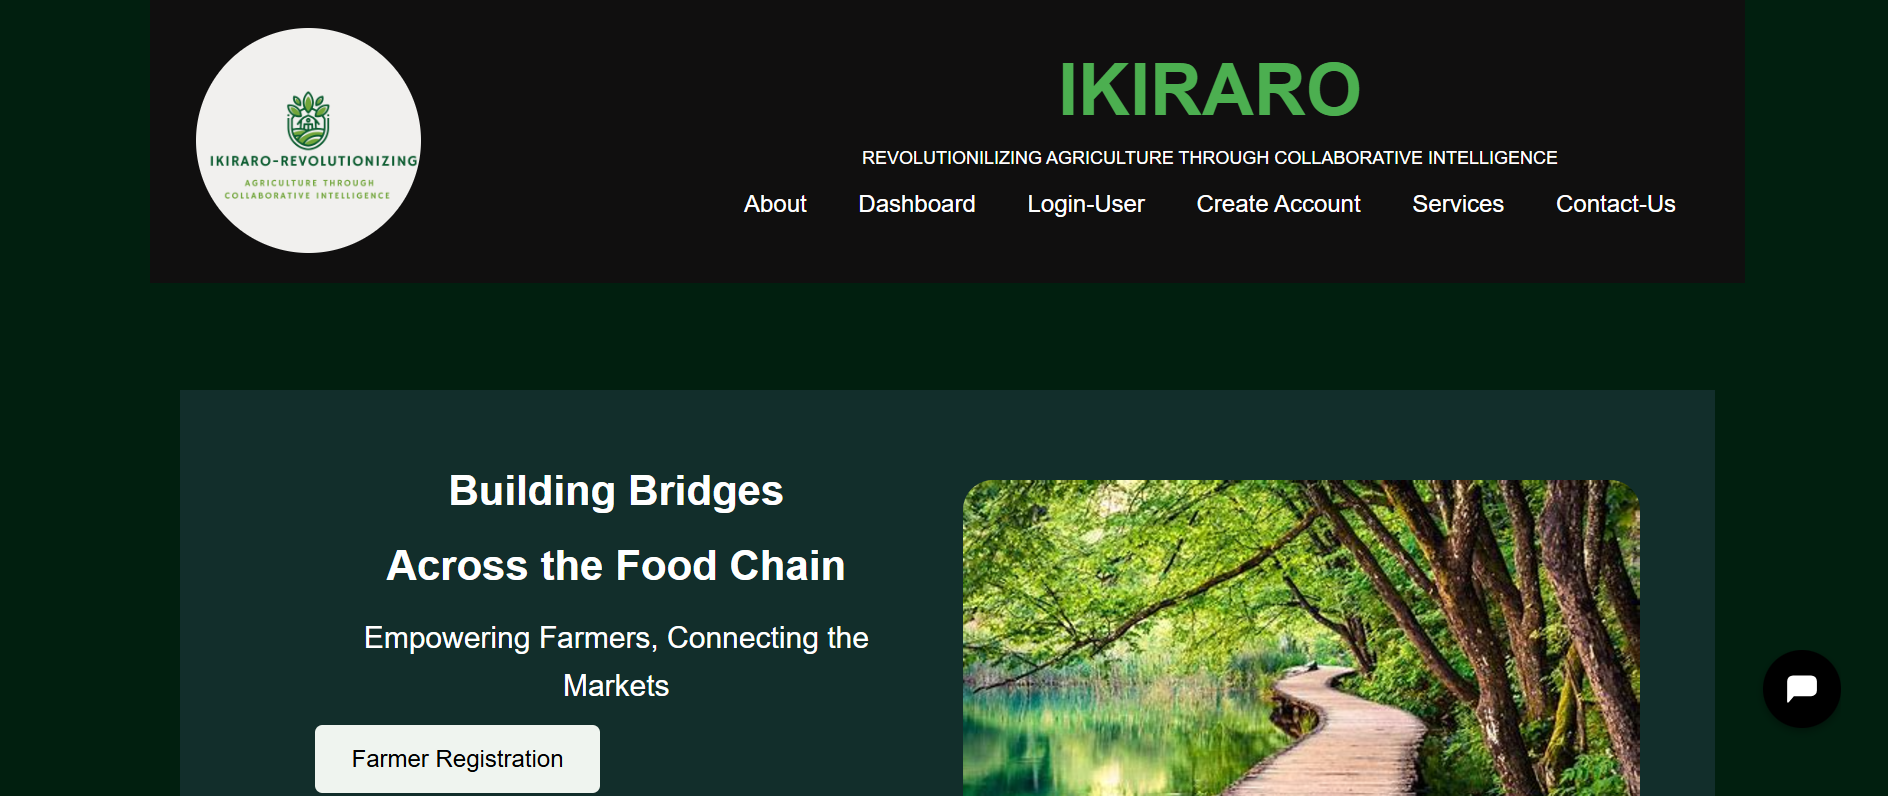 IKIRARO-REVOLUTIONIZING
AGRICULTURE THROUGH
COLLABORATIVE INTELLIGENCE
IKIRARO
REVOLUTIONILIZING AGRICULTURE THROUGH COLLABORATIVE INTELLIGENCE
About Dashboard Login-User Create Account Services Contact-Us
Building Bridges
Across the Food Chain
Empowering Farmers, Connecting the
Markets
Farmer Registration